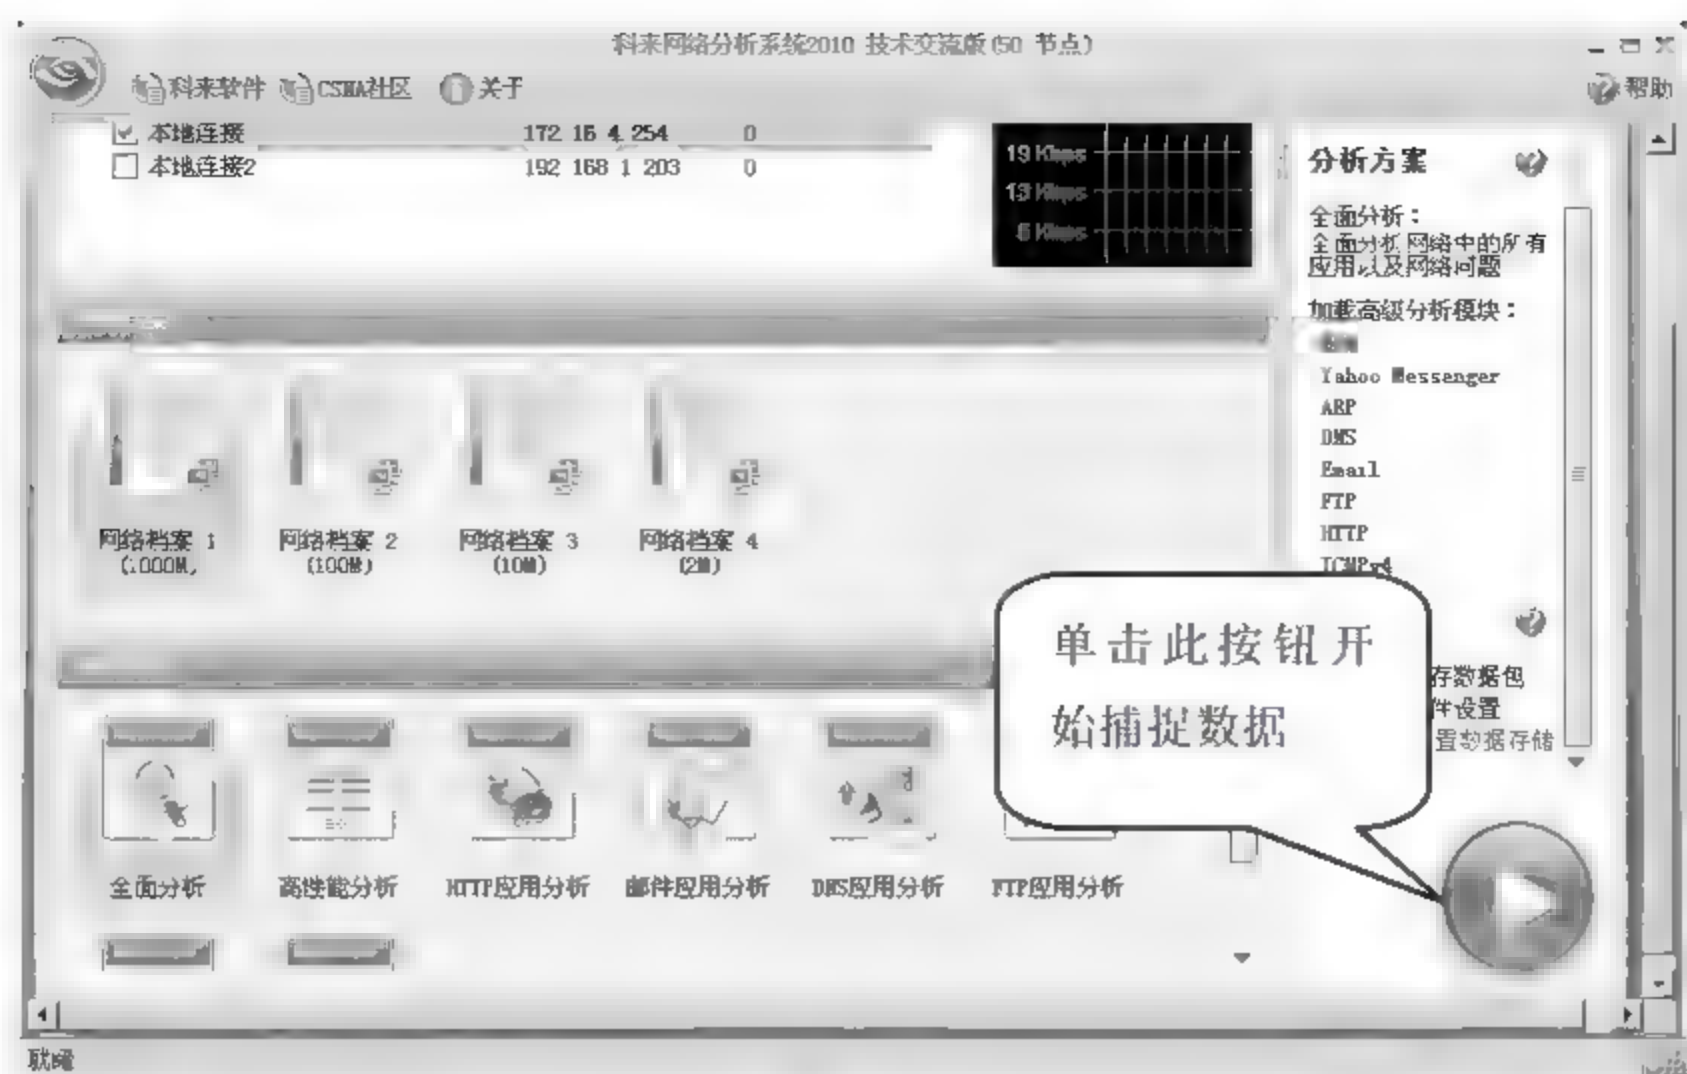 科来网络分析系统2010 技术交流版(50 节点)
科来软件 CSNA社区 关于 帮助
本地连接 172 16 4 254 0
本地连接2 192 168 1 203 0
19 Kbps
13 Kbps
6 Kbps
分析方案
全面分析：
全面分析网络中的所有
应用以及网络问题
加载高级分析模块：
Yahoo Messenger
ARP
DNS
Email
FTP
HTTP
ICMPv4
网络档案 1
(1000M)
网络档案 2
(100M)
网络档案 3
(10M)
网络档案 4
(2M)
单击此按钮开
始捕捉数据
存数据包
件设置
置数据存储
全面分析
高性能分析
HTTP应用分析
邮件应用分析
DNS应用分析
FTP应用分析
就绪